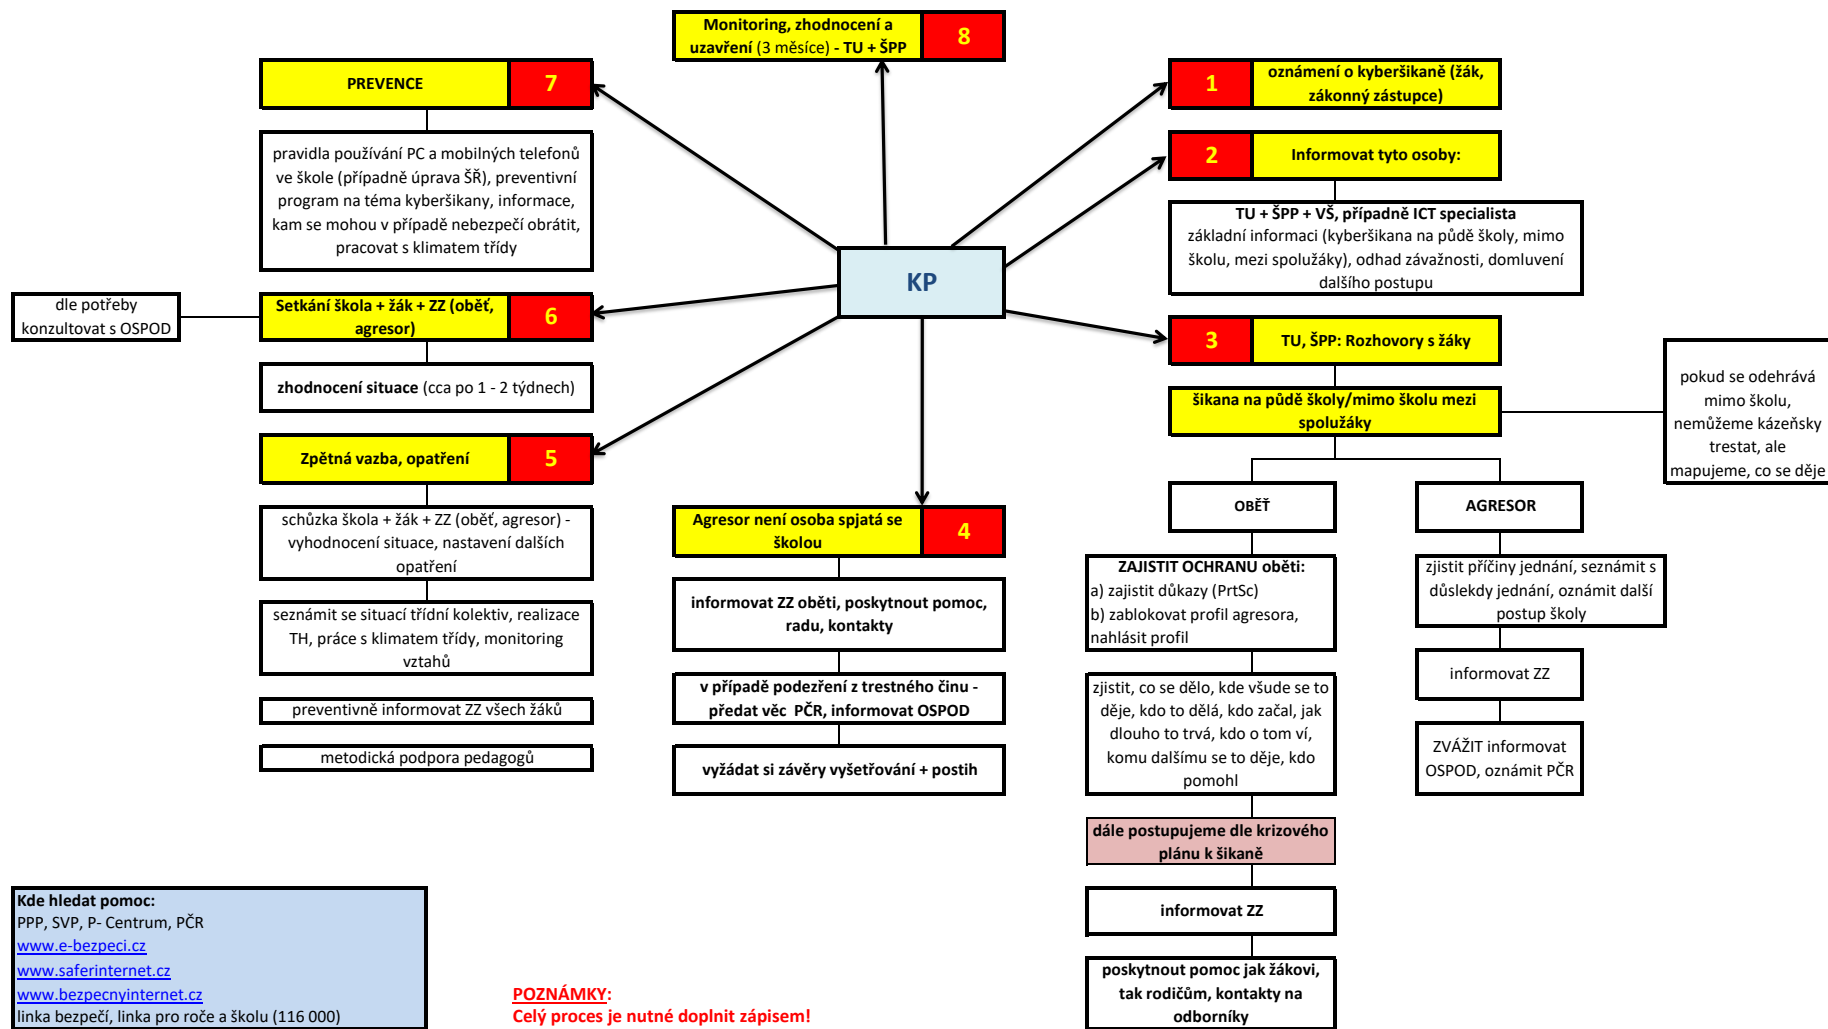 Monitoring, zhodnocení a
uzavření (3 měsíce) - TU + ŠPP
8
PREVENCE
7
pravidla používání PC a mobilných telefonů
ve škole (případně úprava ŠŘ), preventivní
program na téma kyberšikany, informace,
kam se mohou v případě nebezpečí obrátit,
pracovat s klimatem třídy
1
oznámení o kyberšikaně (žák,
zákonný zástupce)
2
Informovat tyto osoby:
TU + ŠPP + VŠ, případně ICT specialista
základní informaci (kyberšikana na půdě školy, mimo
školu, mezi spolužáky), odhad závažnosti, domluvení
dalšího postupu
KP
dle potřeby
konzultovat s OSPOD
Setkání škola + žák + ZZ (oběť,
agresor)
6
zhodnocení situace (cca po 1 - 2 týdnech)
3
TU, ŠPP: Rozhovory s žáky
šikana na půdě školy/mimo školu mezi
spolužáky
pokud se odehrává
mimo školu,
nemůžeme kázeňsky
trestat, ale
mapujeme, co se děje
Zpětná vazba, opatření
5
schůzka škola + žák + ZZ (oběť, agresor) -
vyhodnocení situace, nastavení dalších
opatření
seznámit se situací třídní kolektiv, realizace
TH, práce s klimatem třídy, monitoring
vztahů
preventivně informovat ZZ všech žáků
metodická podpora pedagogů
Agresor není osoba spjatá se
školou
4
informovat ZZ oběti, poskytnout pomoc,
radu, kontakty
v případě podezření z trestného činu -
předat věc  PČR, informovat OSPOD
vyžádat si závěry vyšetřování + postih
OBĚŤ
ZAJISTIT OCHRANU oběti:
a) zajistit důkazy (PrtSc)
b) zablokovat profil agresora,
nahlásit profil
zjistit, co se dělo, kde všude se to
děje, kdo to dělá, kdo začal, jak
dlouho to trvá, kdo o tom ví,
komu dalšímu se to děje, kdo
pomohl
dále postupujeme dle krizového
plánu k šikaně
informovat ZZ
poskytnout pomoc jak žákovi,
tak rodičům, kontakty na
odborníky
AGRESOR
zjistit příčiny jednání, seznámit s
důslekdy jednání, oznámit další
postup školy
informovat ZZ
ZVÁŽIT informovat
OSPOD, oznámit PČR
Kde hledat pomoc:
PPP, SVP, P- Centrum, PČR
www.e-bezpeci.cz
www.saferinternet.cz
www.bezpecnyinternet.cz
linka bezpečí, linka pro roče a školu (116 000)
POZNÁMKY:
Celý proces je nutné doplnit zápisem!